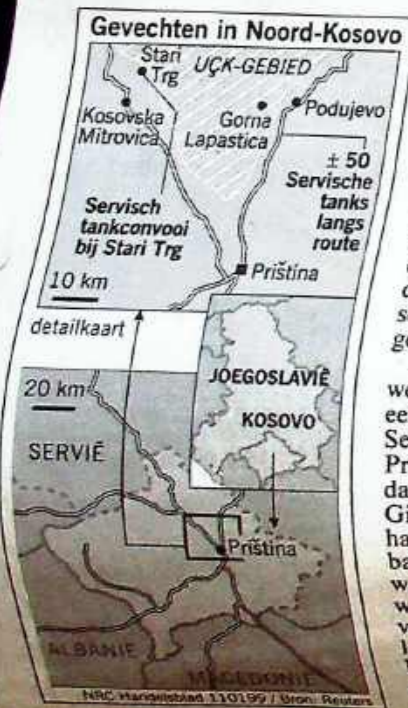 Gevechten in Noord-Kosovo
Stari
Trg
UÇK-GEBIED
Kosovska
Mitrovica
Gorna
Lapastica
Podujevo
± 50
Servische
tanks
langs
route
Servisch
tankconvooi
bij Stari Trg
Priština
10 km
detailkaart
JOEGOSLAVIË
KOSOVO
20 km
SERVIË
Priština
ALBANIË
MACEDONIË
NRC Handelsblad 110199 / Bron: Reuters